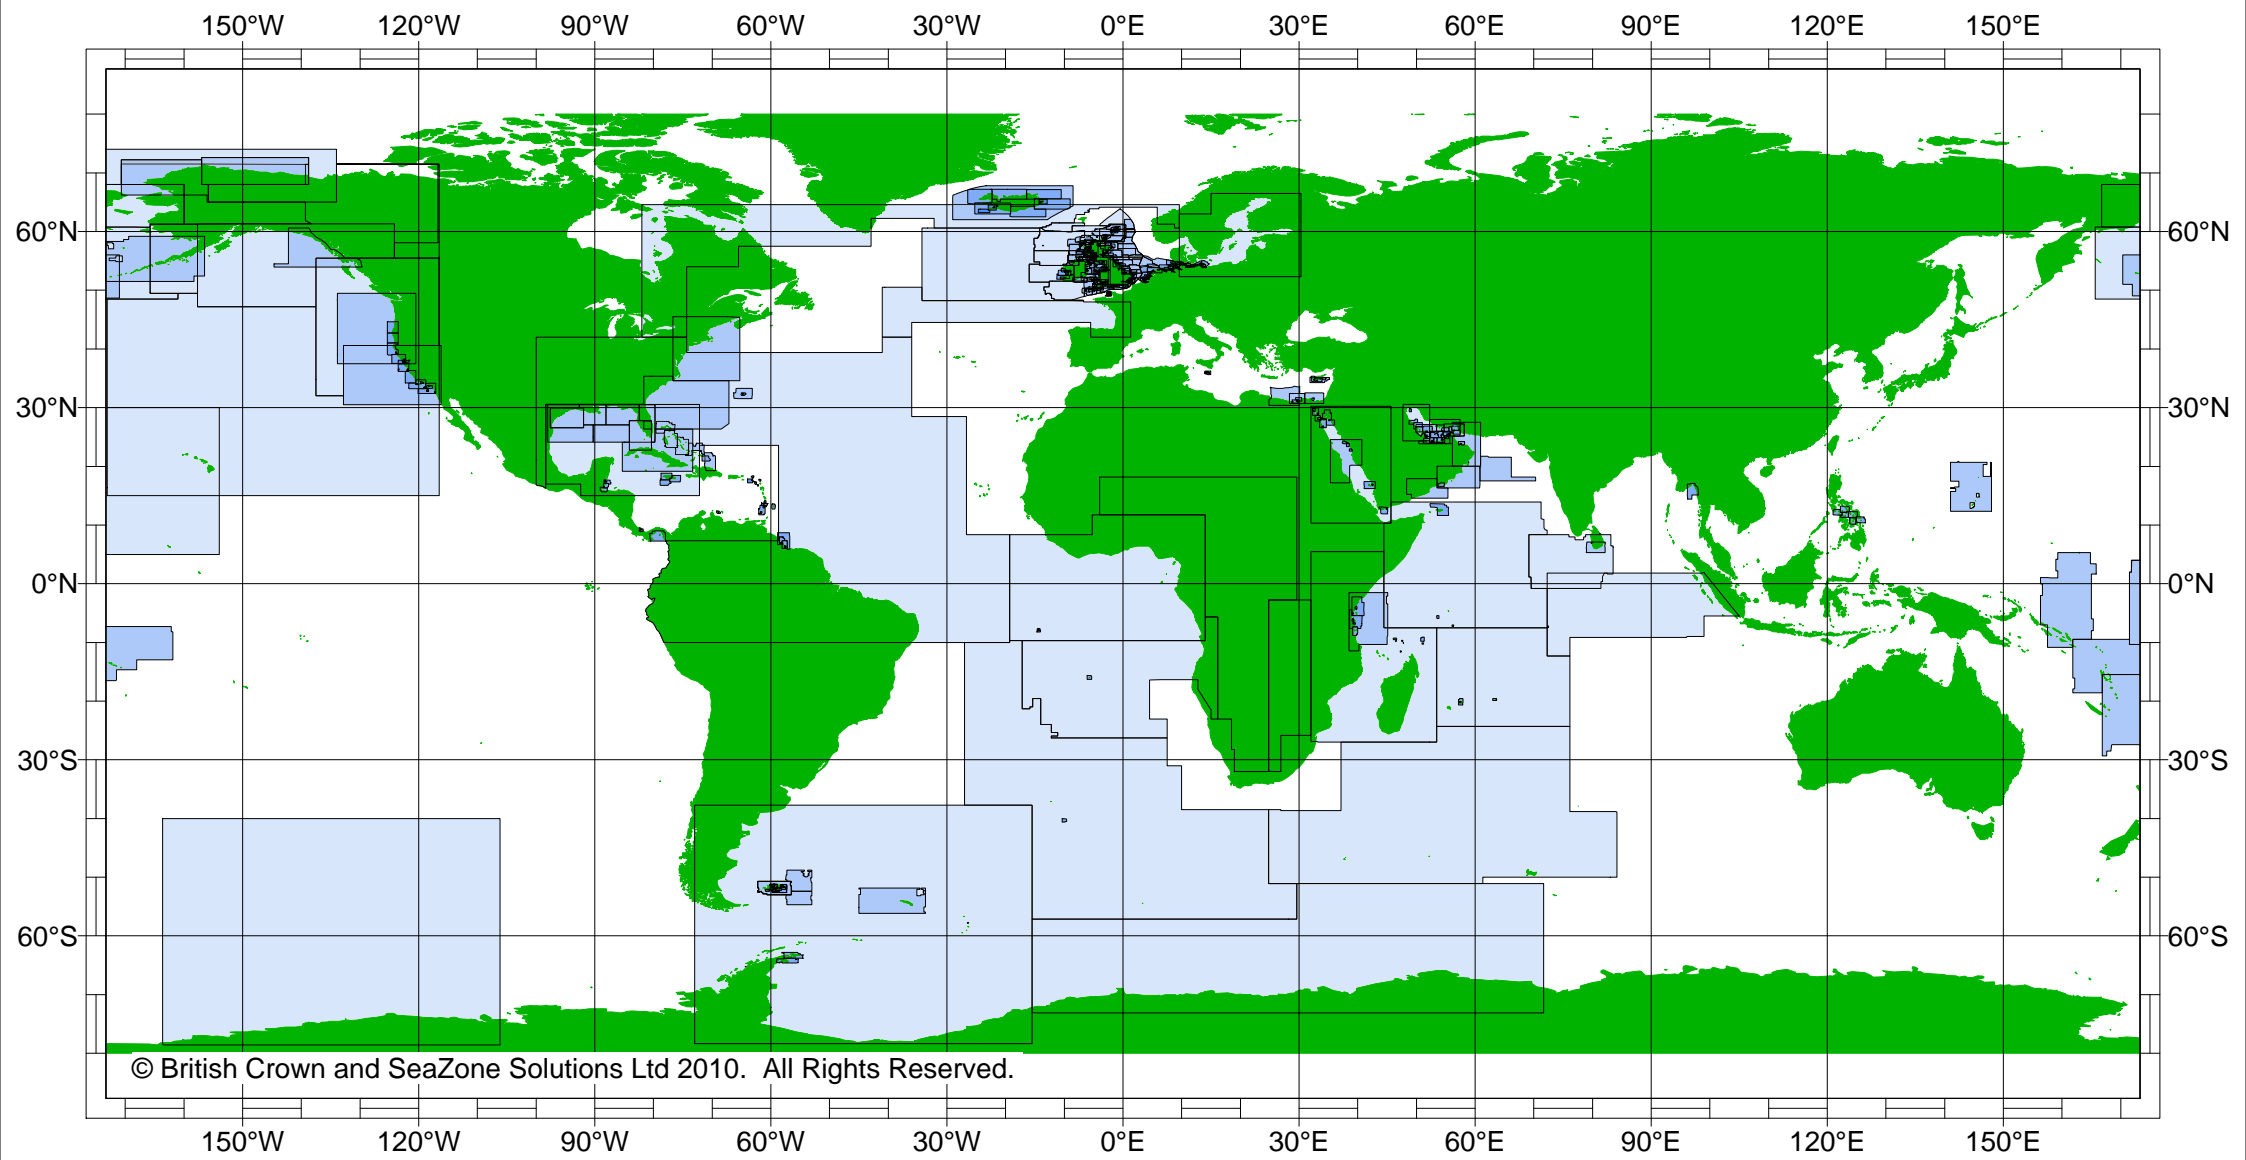 150°W 120°W 90°W 60°W 30°W 0°E 30°E 60°E 90°E 120°E 150°E
60°N 60°N
30°N 30°N
0°N 0°N
30°S 30°S
60°S 60°S
© British Crown and SeaZone Solutions Ltd 2010.  All Rights Reserved.
150°W 120°W 90°W 60°W 30°W 0°E 30°E 60°E 90°E 120°E 150°E